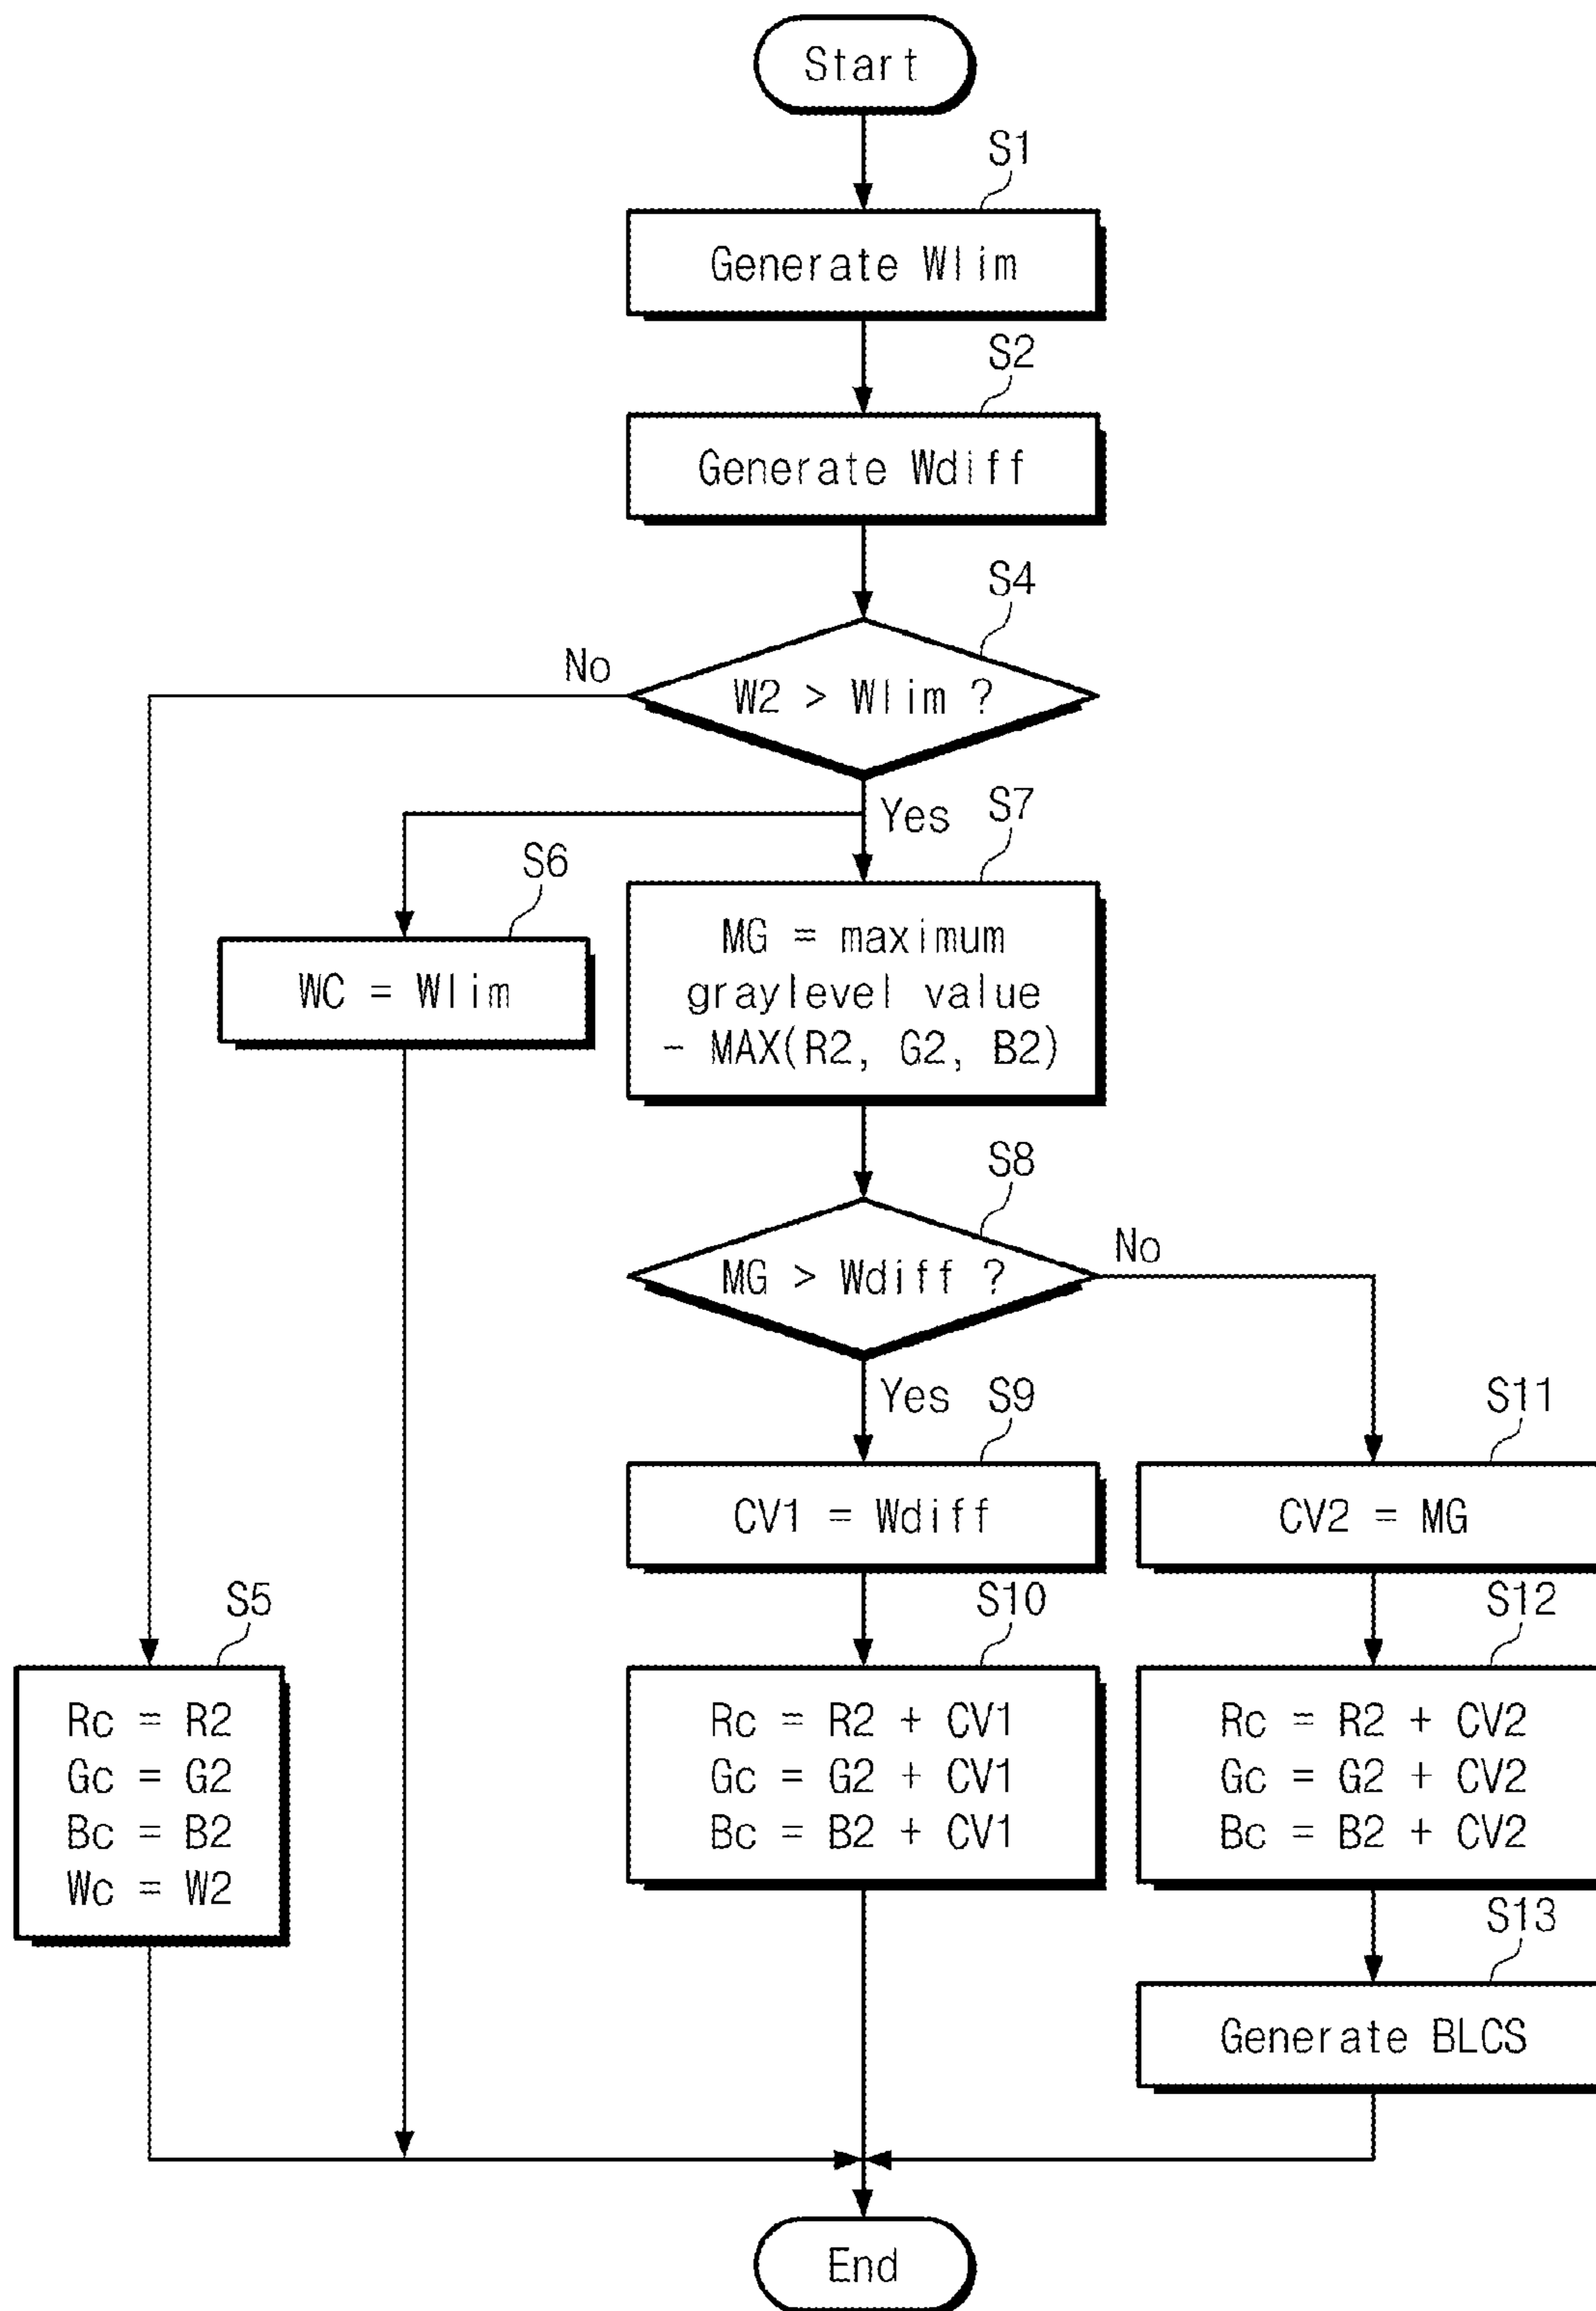 Start
S1
Generate Wlim
S2
Generate Wdiff
S4
No
W2 > Wlim ?
Yes
S7
S6
MG = maximum
graylevel value
- MAX(R2, G2, B2)
WC = Wlim
S8
No
MG > Wdiff ?
Yes
S9
S11
CV1 = Wdiff
CV2 = MG
S5
S10
S12
Rc = R2
Gc = G2
Bc = B2
Wc = W2
Rc = R2 + CV1
Gc = G2 + CV1
Bc = B2 + CV1
Rc = R2 + CV2
Gc = G2 + CV2
Bc = B2 + CV2
S13
Generate BLCS
End